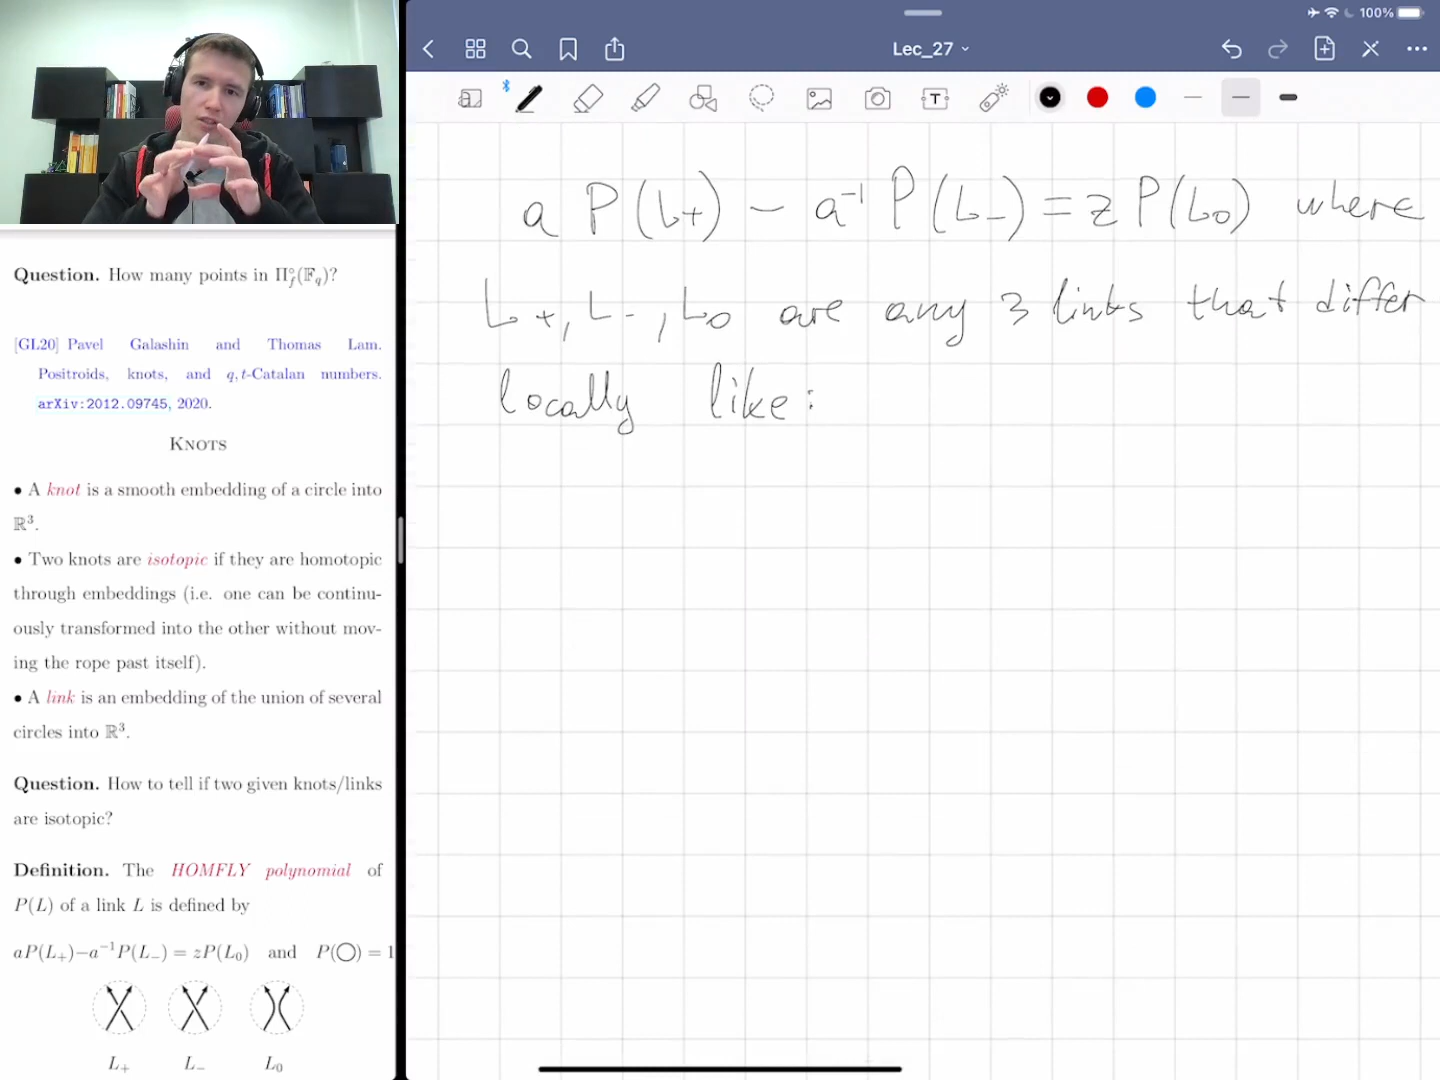 100%
Lec_27
T
a P(L+) − a⁻¹ P(L−) = z P(L₀) where
L+, L−, L₀ are any 3 links that differ
locally like:
Question. How many points in Π°_f(𝔽_q)?
[GL20] Pavel Galashin and Thomas Lam.
Positroids, knots, and q,t-Catalan numbers.
arXiv:2012.09745, 2020.
KNOTS
• A knot is a smooth embedding of a circle into
ℝ³.
• Two knots are isotopic if they are homotopic
through embeddings (i.e. one can be continu-
ously transformed into the other without mov-
ing the rope past itself).
• A link is an embedding of the union of several
circles into ℝ³.
Question. How to tell if two given knots/links
are isotopic?
Definition. The HOMFLY polynomial of
P(L) of a link L is defined by
aP(L₊)−a⁻¹P(L₋) = zP(L₀) and P(◯) = 1
L₊ L₋ L₀